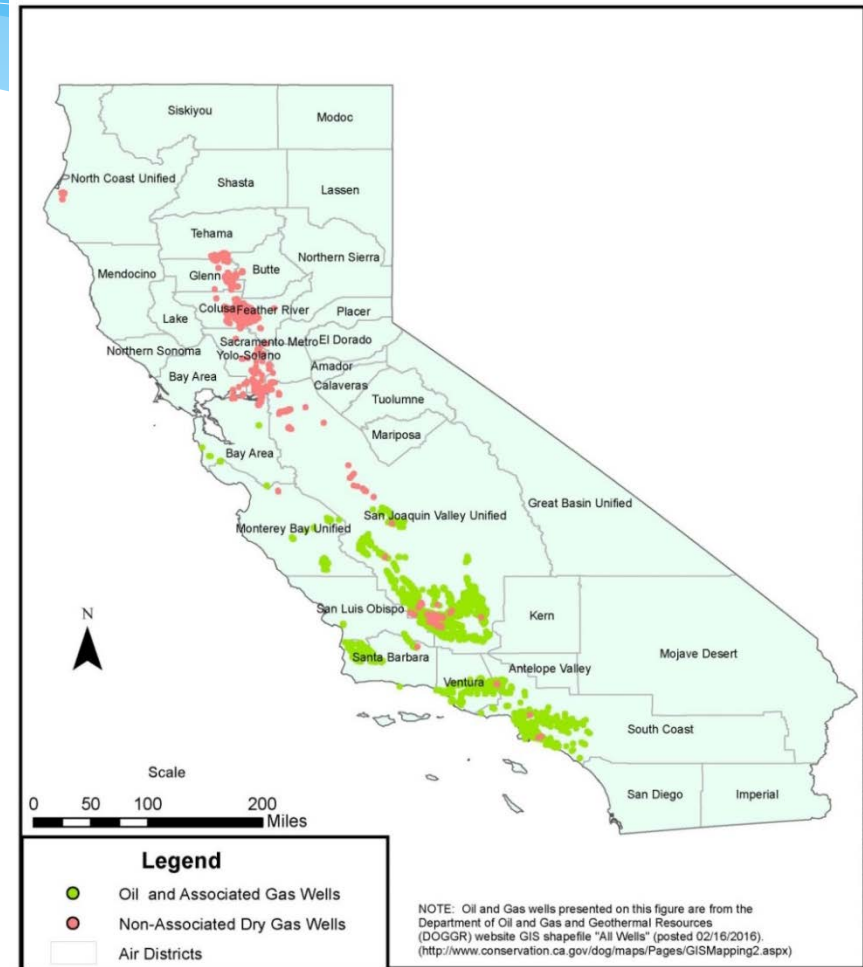 Siskiyou
Modoc
North Coast Unified
Shasta
Lassen
Tehama
Northern Sierra
Mendocino
Glenn
Butte
Colusa
Feather River
Lake
Placer
Sacramento Metro
El Dorado
Northern Sonoma
Yolo-Solano
Amador
Bay Area
Calaveras
Tuolumne
Mariposa
Bay Area
Great Basin Unified
San Joaquin Valley Unified
Monterey Bay Unified
San Luis Obispo
Kern
Mojave Desert
Santa Barbara
Antelope Valley
Ventura
South Coast
San Diego
Imperial
N
Scale
0 50 100 200
Miles
Legend
Oil and Associated Gas Wells
Non-Associated Dry Gas Wells
Air Districts
NOTE: Oil and Gas wells presented on this figure are from the
Department of Oil and Gas and Geothermal Resources
(DOGGR) website GIS shapefile "All Wells" (posted 02/16/2016).
(http://www.conservation.ca.gov/dog/maps/Pages/GISMapping2.aspx)